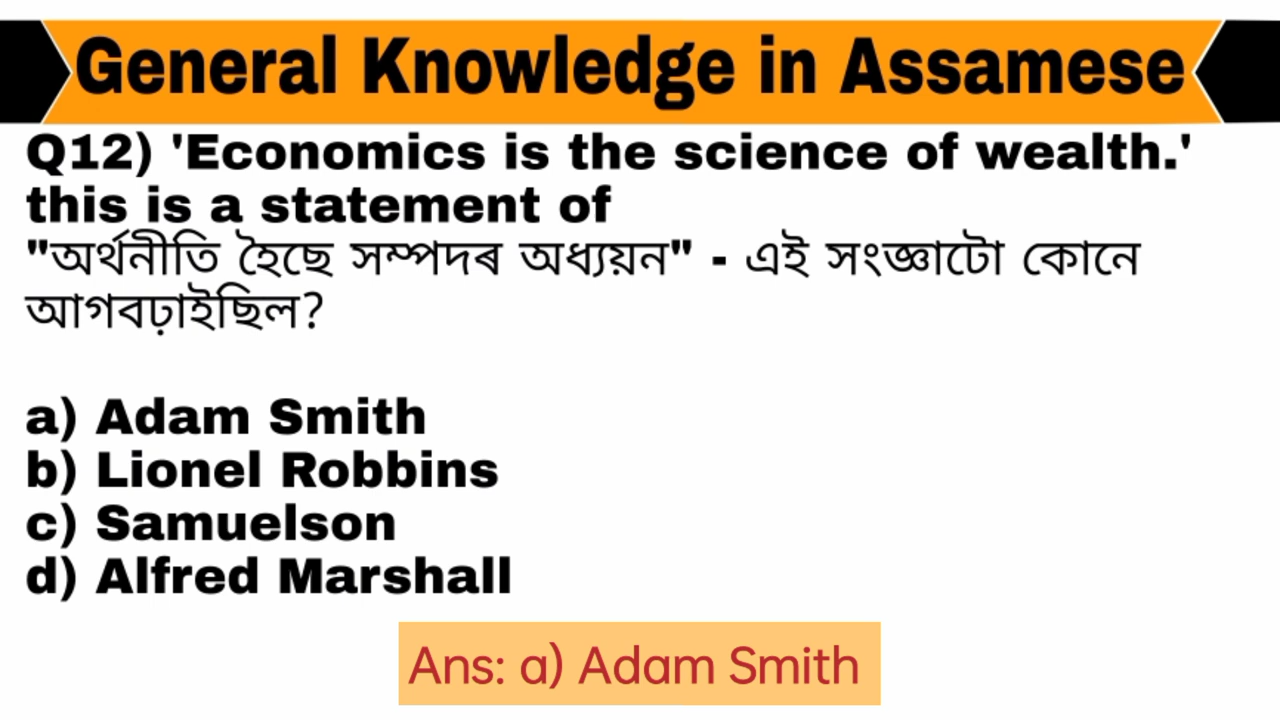 General Knowledge in Assamese
Q12) 'Economics is the science of wealth.'
this is a statement of
"অৰ্থনীতি হৈছে সম্পদৰ অধ্যয়ন" - এই সংজ্ঞাটো কোনে
আগবঢ়াইছিল?
a) Adam Smith
b) Lionel Robbins
c) Samuelson
d) Alfred Marshall
Ans: a) Adam Smith